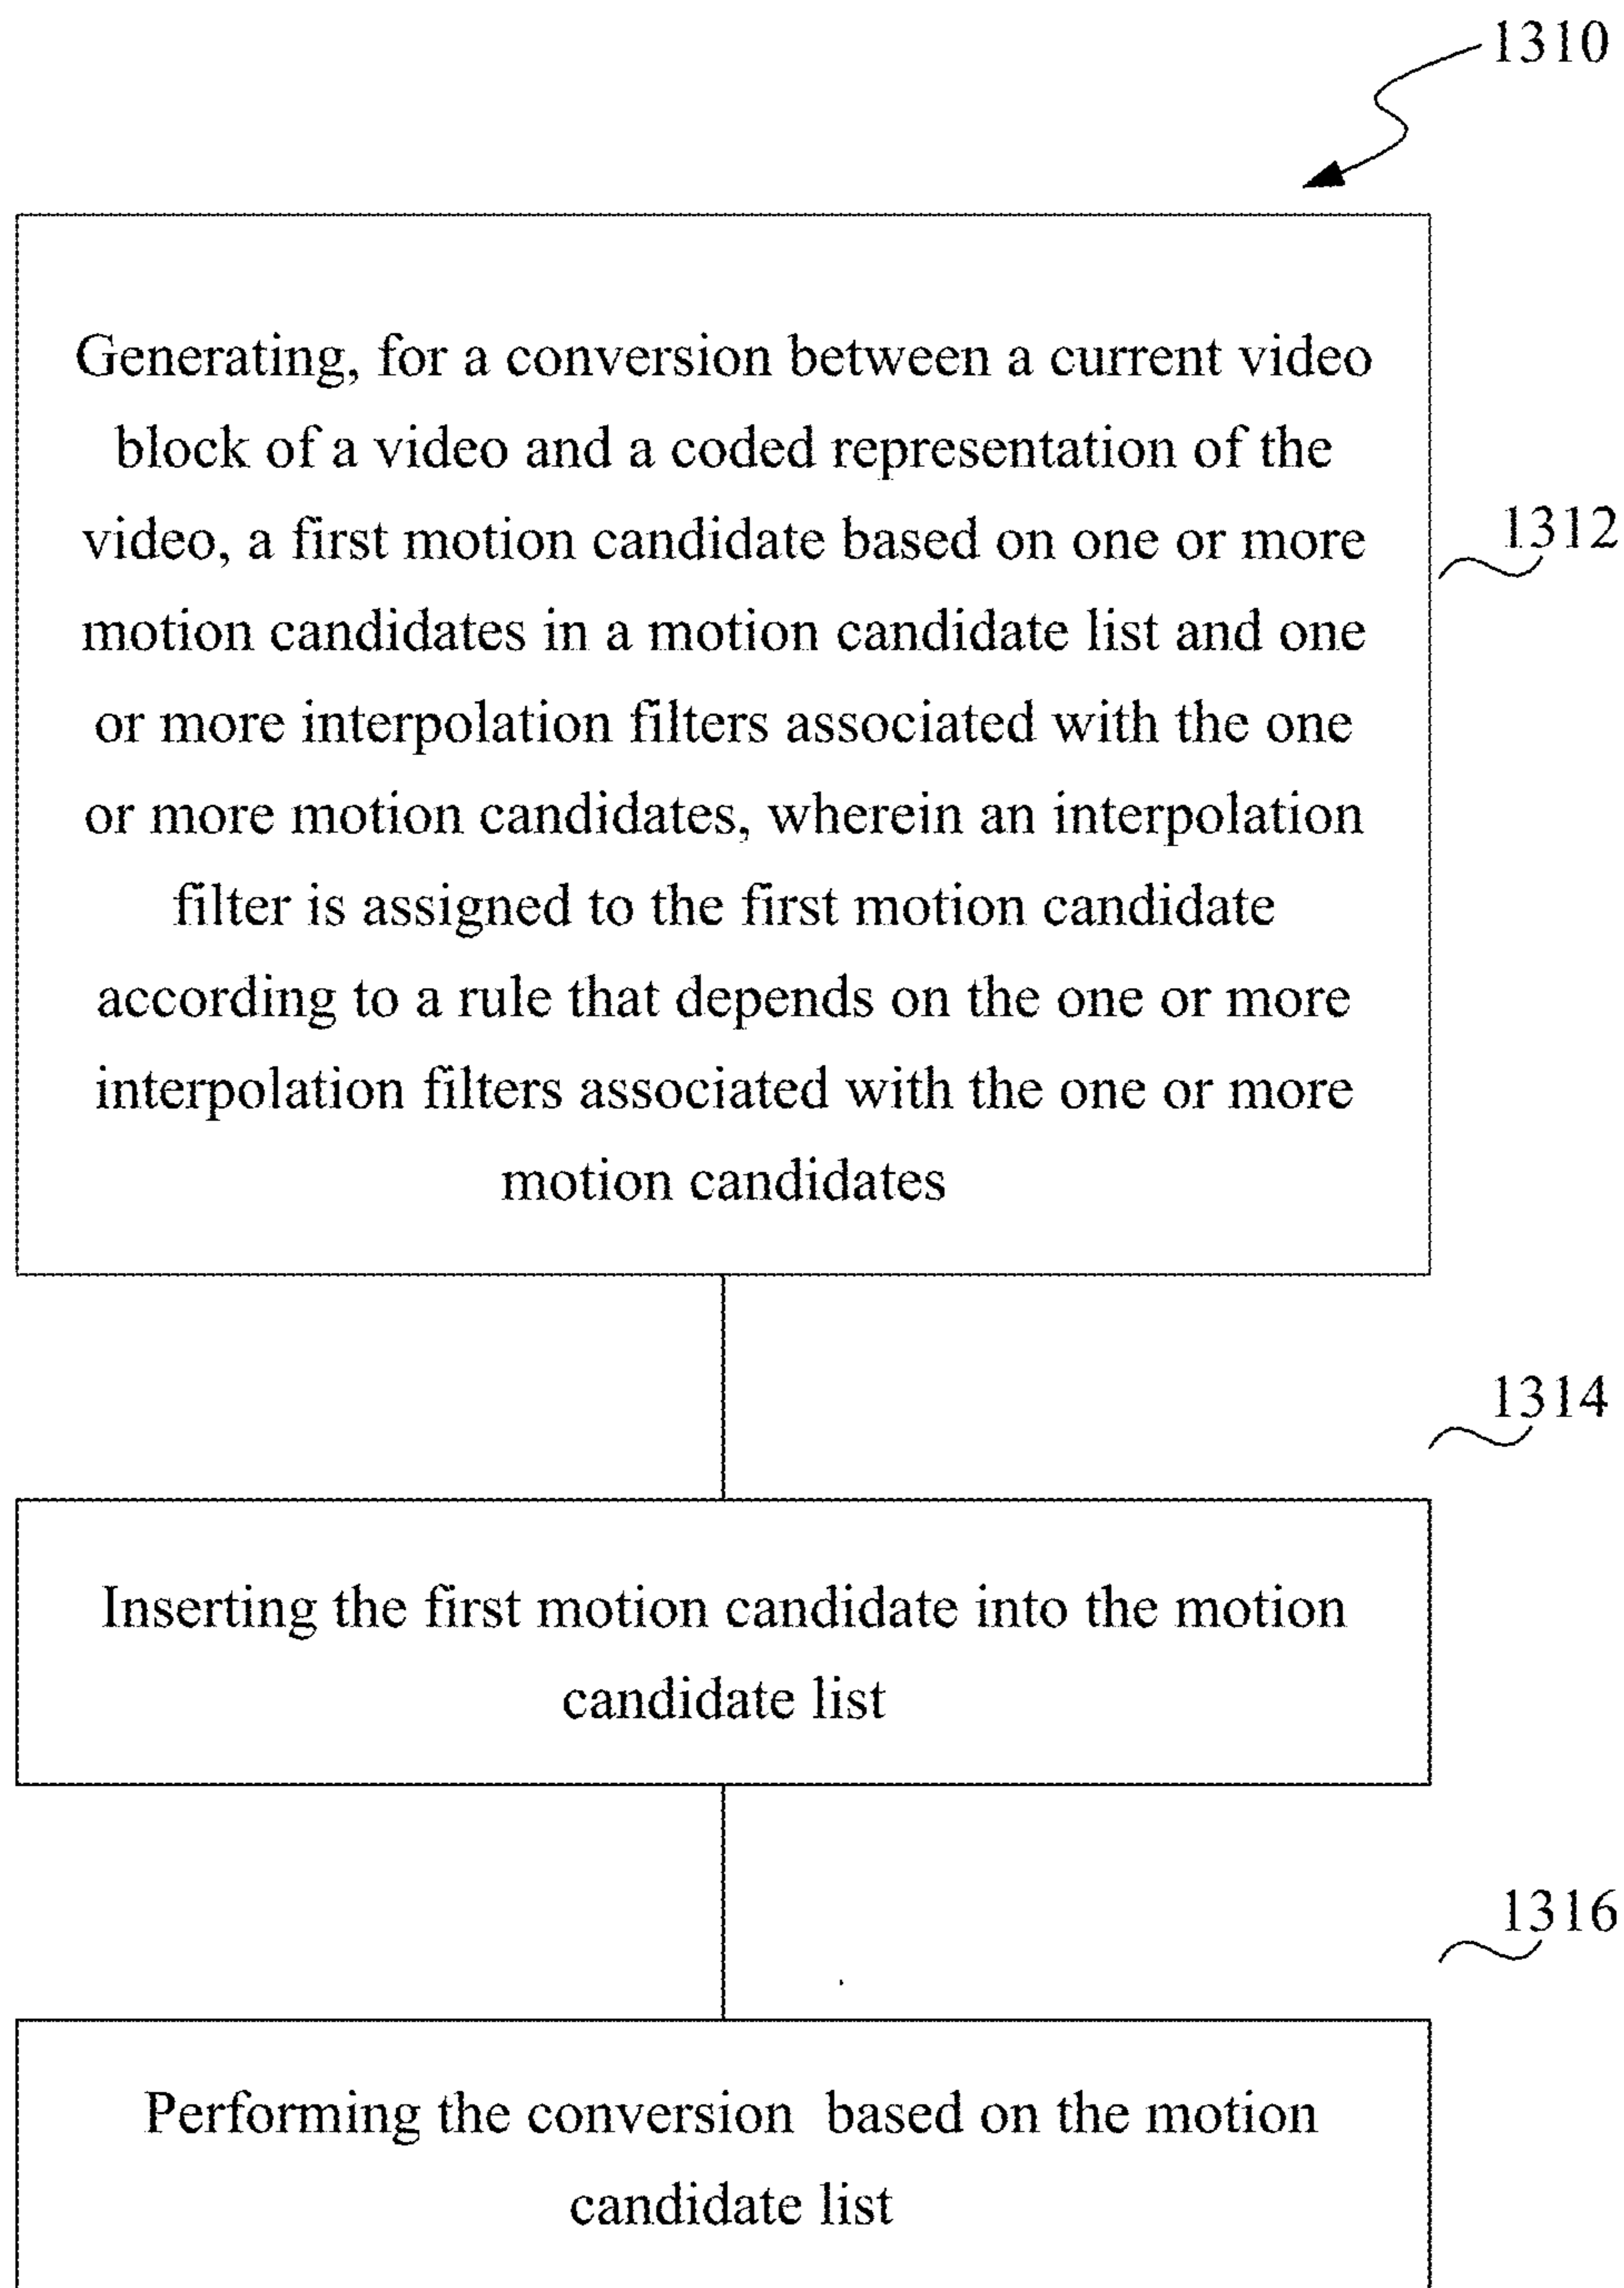 1310
Generating, for a conversion between a current video
block of a video and a coded representation of the
video, a first motion candidate based on one or more
motion candidates in a motion candidate list and one
or more interpolation filters associated with the one
or more motion candidates, wherein an interpolation
filter is assigned to the first motion candidate
according to a rule that depends on the one or more
interpolation filters associated with the one or more
motion candidates
1312
1314
Inserting the first motion candidate into the motion
candidate list
1316
Performing the conversion based on the motion
candidate list